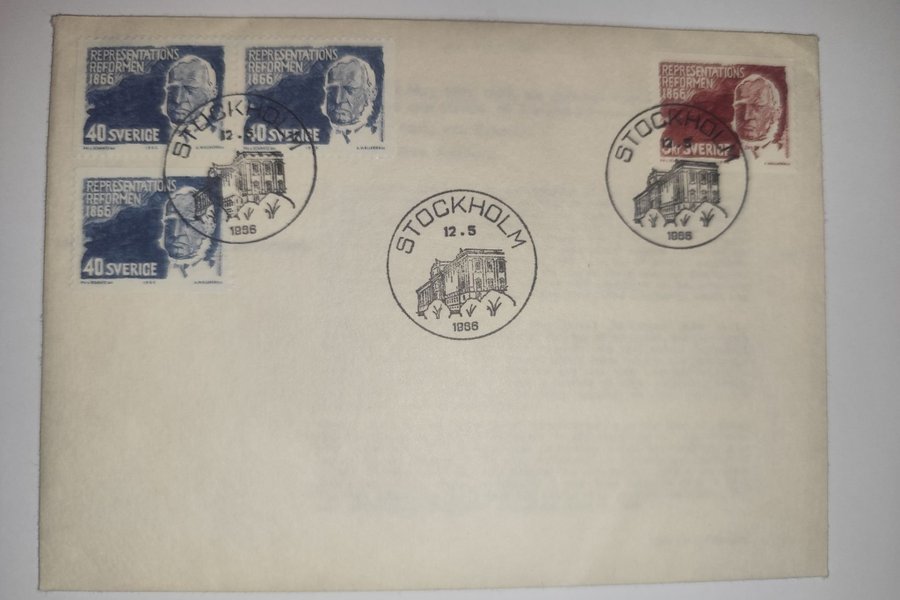 REPRESENTATIONS
REFORMEN
1866
40 SVERIGE
REPRESENTATIONS
REFORMEN
1866
40 SVERIGE
REPRESENTATIONS
REFORMEN
1866
40 SVERIGE
STOCKHOLM
12.5
1966
STOCKHOLM
12.5
1966
REPRESENTATIONS
REFORMEN
1866
SVERIGE
STOCKHOLM
1966